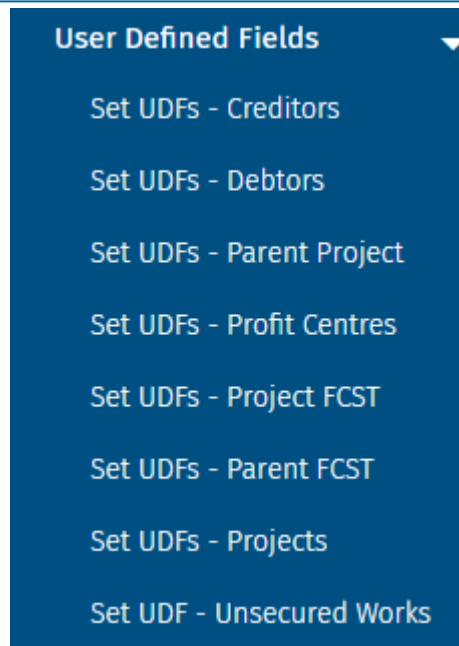 User Defined Fields
Set UDFs - Creditors
Set UDFs - Debtors
Set UDFs - Parent Project
Set UDFs - Profit Centres
Set UDFs - Project FCST
Set UDFs - Parent FCST
Set UDFs - Projects
Set UDF - Unsecured Works